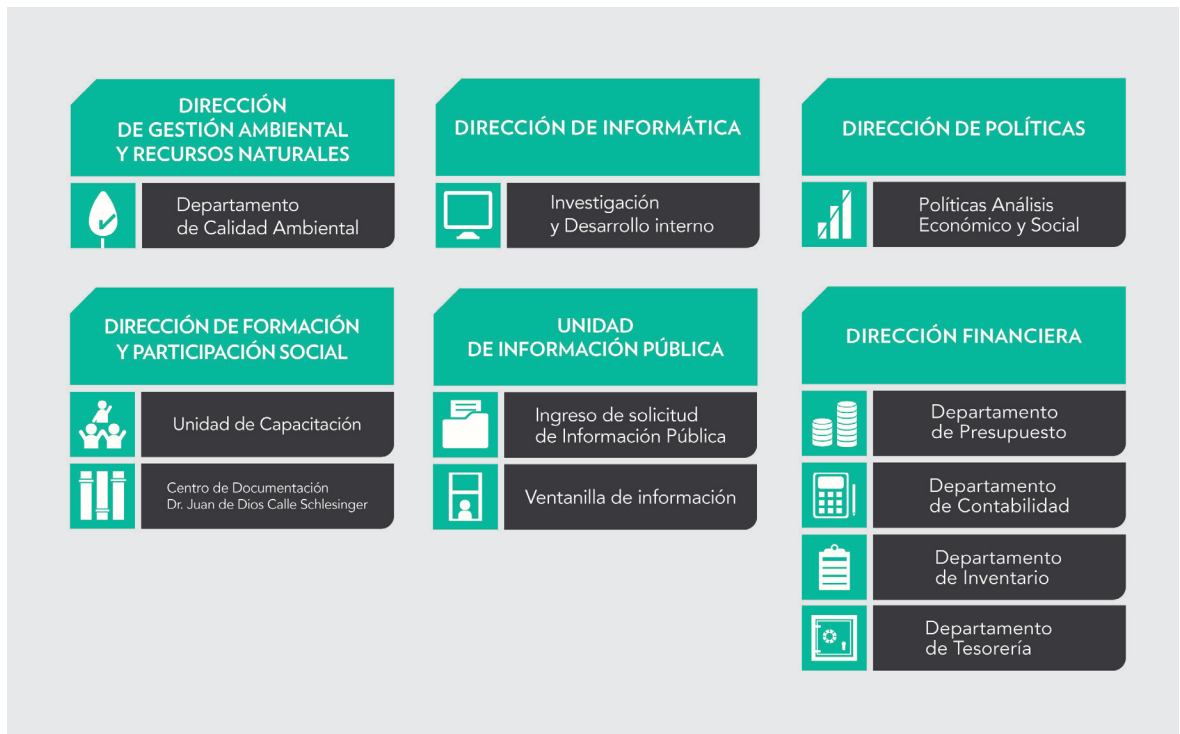 DIRECCIÓN
DE GESTIÓN AMBIENTAL
Y RECURSOS NATURALES
Departamento
de Calidad Ambiental
DIRECCIÓN DE INFORMÁTICA
Investigación
y Desarrollo interno
DIRECCIÓN DE POLÍTICAS
Políticas Análisis
Económico y Social
DIRECCIÓN DE FORMACIÓN
Y PARTICIPACIÓN SOCIAL
Unidad de Capacitación
Centro de Documentación
Dr. Juan de Dios Calle Schlesinger
UNIDAD
DE INFORMACIÓN PÚBLICA
Ingreso de solicitud
de Información Pública
Ventanilla de información
DIRECCIÓN FINANCIERA
Departamento
de Presupuesto
Departamento
de Contabilidad
Departamento
de Inventario
Departamento
de Tesorería